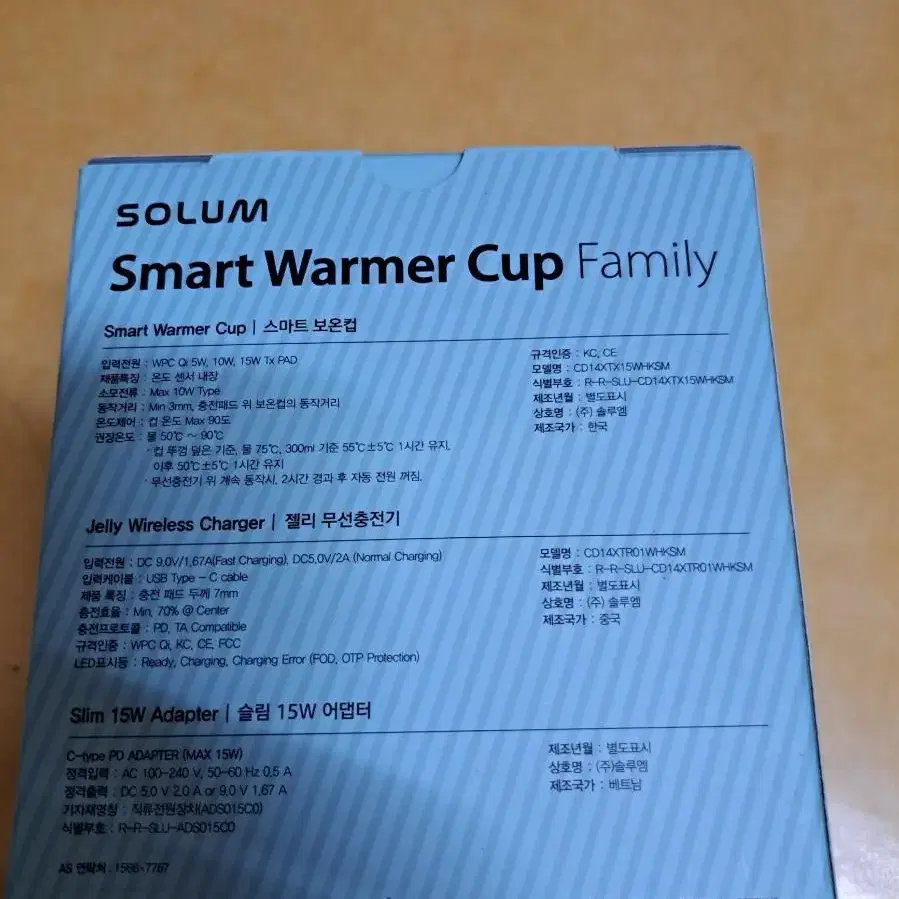 SOLUM
Smart Warmer Cup Family
Smart Warmer Cup | 스마트 보온컵
입력전원 : WPC Qi 5W, 10W, 15W Tx PAD
제품특징 : 온도 센서 내장
소모전류 : Max 10W Type
동작거리 : Min 3mm, 충전패드 위 보온컵의 동작거리
온도제어 : 컵 온도 Max 90도
권장온도 : 물 50℃ ~ 90℃
· 컵 뚜껑 덮은 기준, 물 75℃, 300ml 기준 55℃±5℃ 1시간 유지,
이후 50℃±5℃ 1시간 유지
· 무선충전기 위 계속 동작시, 2시간 경과 후 자동 전원 꺼짐.
규격인증 : KC, CE
모델명 : CD14XTX15WHKSM
식별부호 : R-R-SLU-CD14XTX15WHKSM
제조년월 : 별도표시
상호명 : (주) 솔루엠
제조국가 : 한국
Jelly Wireless Charger | 젤리 무선충전기
입력전원 : DC 9.0V/1.67A(Fast Charging), DC5.0V/2A (Normal Charging)
입력케이블 : USB Type - C cable
제품 특징 : 충전 패드 두께 7mm
충전효율 : Min. 70% @ Center
충전프로토콜 : PD, TA Compatible
규격인증 : WPC Qi, KC, CE, FCC
LED표시등 : Ready, Charging, Charging Error (FOD, OTP Protection)
모델명 : CD14XTR01WHKSM
식별부호 : R-R-SLU-CD14XTR01WHKSM
제조년월 : 별도표시
상호명 : (주) 솔루엠
제조국가 : 중국
Slim 15W Adapter | 슬림 15W 어댑터
C-type PD ADAPTER (MAX 15W)
정격입력 : AC 100-240 V, 50-60 Hz 0.5 A
정격출력 : DC 5.0 V 2.0 A or 9.0 V 1.67 A
기자재명칭 : 직류전원장치(ADS015C0)
식별부호 : R-R-SLU-ADS015C0
제조년월 : 별도표시
상호명 : (주)솔루엠
제조국가 : 베트남
AS 연락처 : 1566-7767